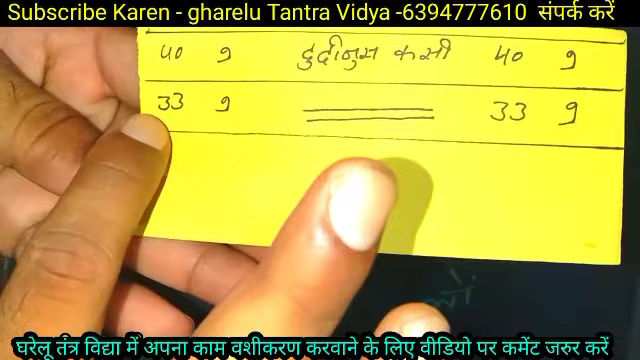 Subscribe Karen - gharelu Tantra Vidya -6394777610 संपर्क करें
40 9 दुर्दानुस कसी 40 9
33 9 33 9
घरेलू तंत्र विद्या में अपना काम वशीकरण करवाने के लिए वीडियो पर कमेंट जरुर करें